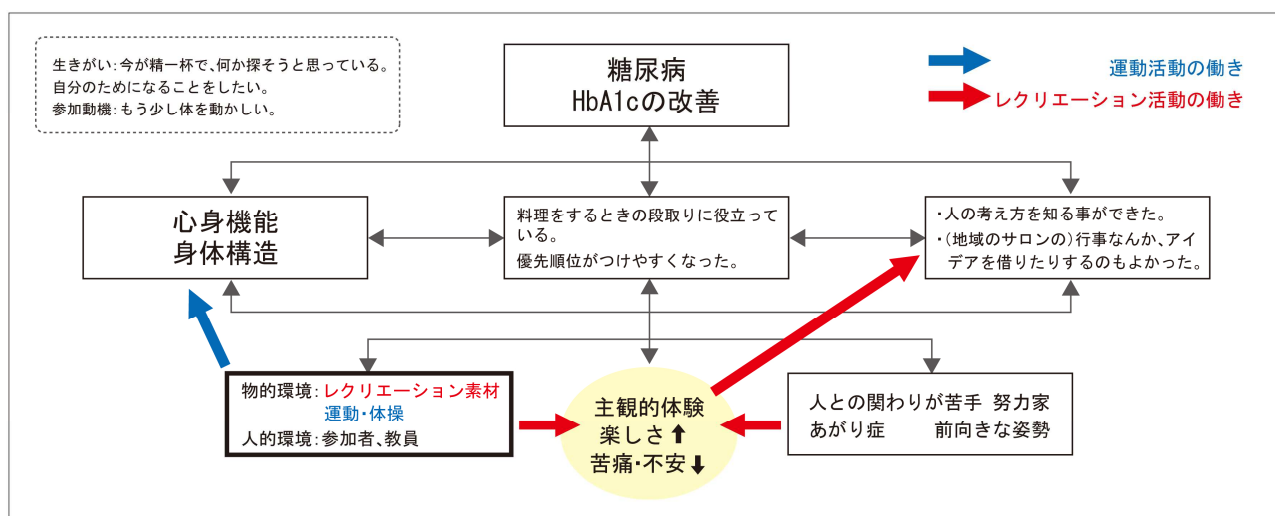 生きがい：今が精一杯で、何か探そうと思っている。
自分のためになることをしたい。
参加動機：もう少し体を動かしい。
糖尿病
HbA1cの改善
運動活動の働き
レクリエーション活動の働き
心身機能
身体構造
料理をするときの段取りに役立って
いる。
優先順位がつけやすくなった。
・人の考え方を知る事ができた。
・（地域のサロンの）行事なんか、アイ
デアを借りたりするのもよかった。
物的環境：レクリエーション素材
運動・体操
人的環境：参加者、教員
主観的体験
楽しさ⬆
苦痛・不安⬇
人との関わりが苦手 努力家
あがり症 前向きな姿勢